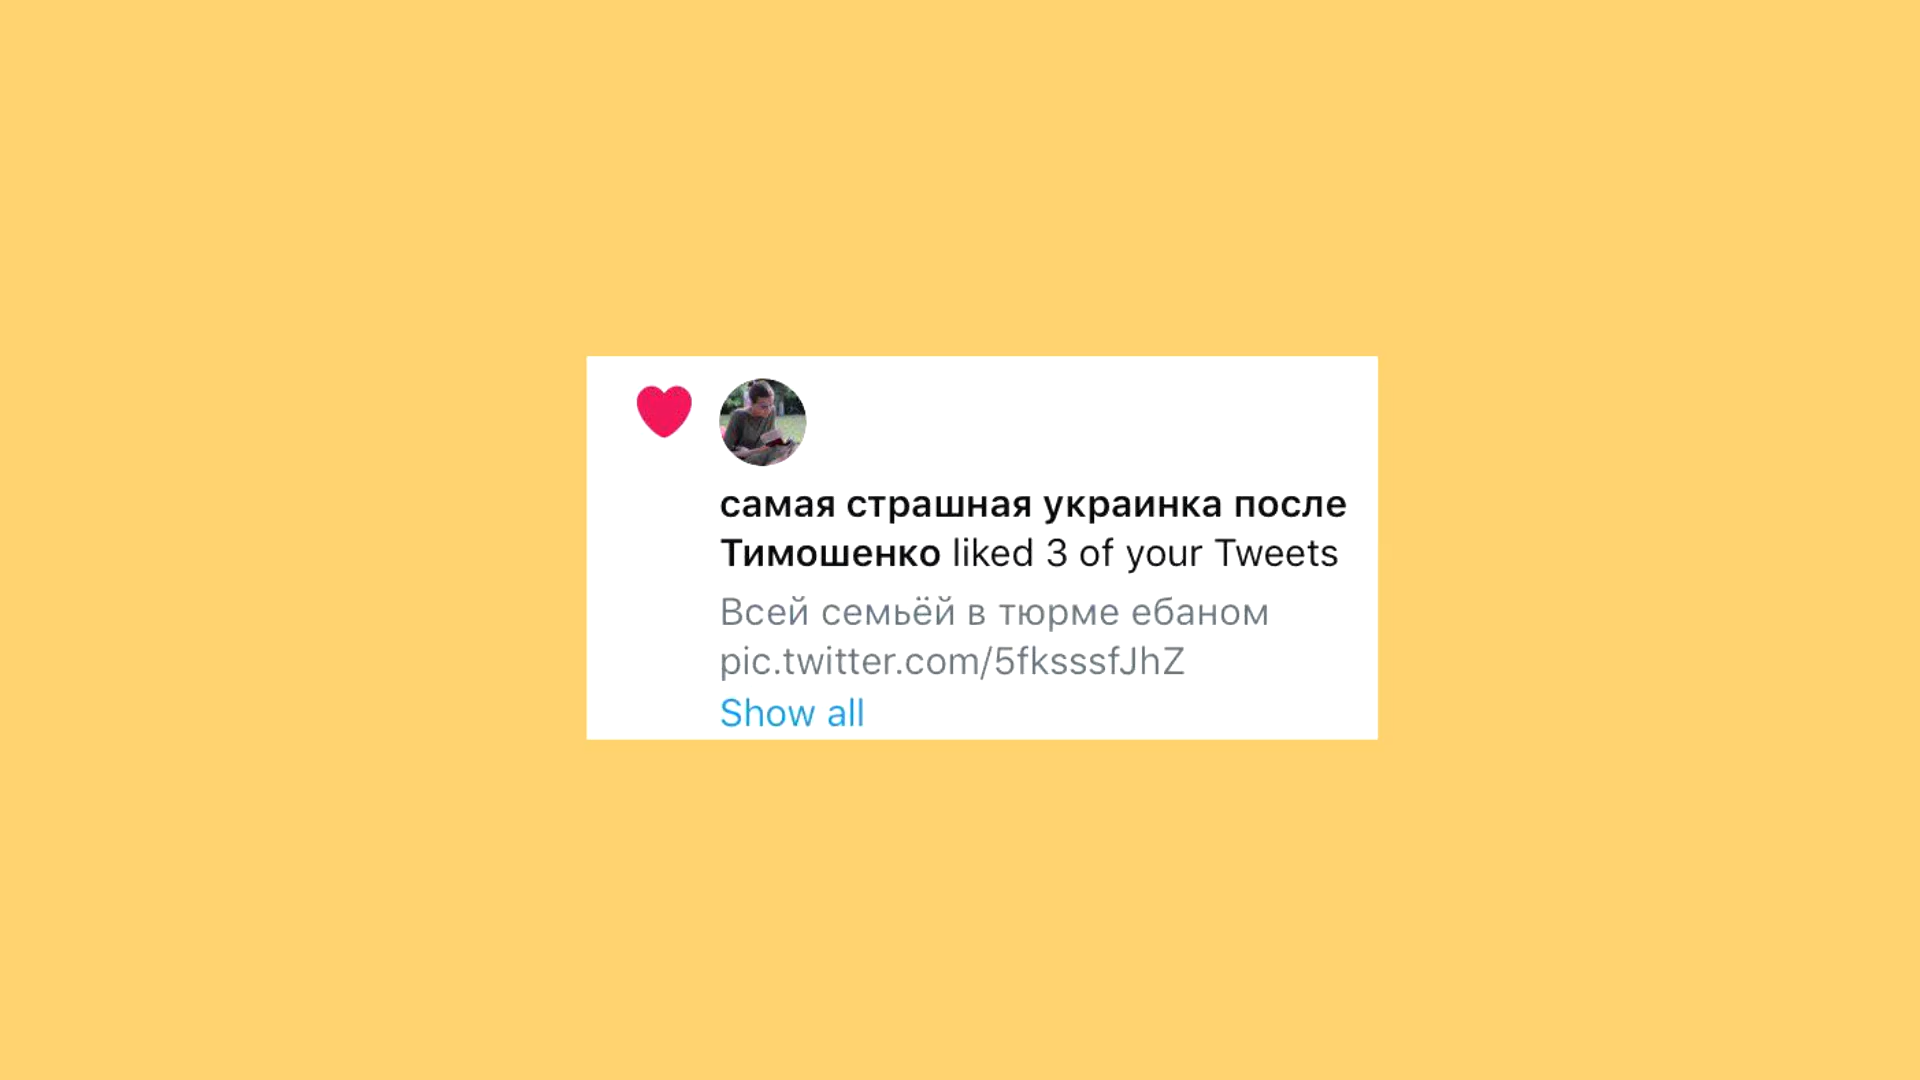 самая страшная украинка после
Тимошенко liked 3 of your Tweets
Всей семьёй в тюрме ебаном
pic.twitter.com/5fksssfJhZ
Show all